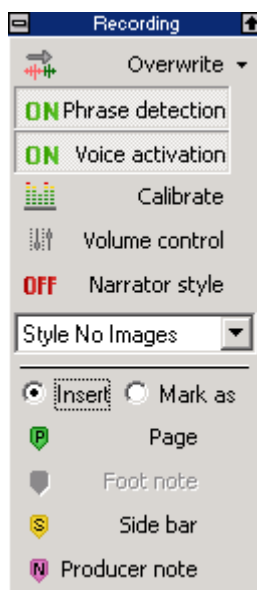 Recording
Overwrite
ON Phrase detection
ON Voice activation
Calibrate
Volume control
OFF Narrator style
Style No Images
Insert Mark as
P Page
Foot note
S Side bar
N Producer note